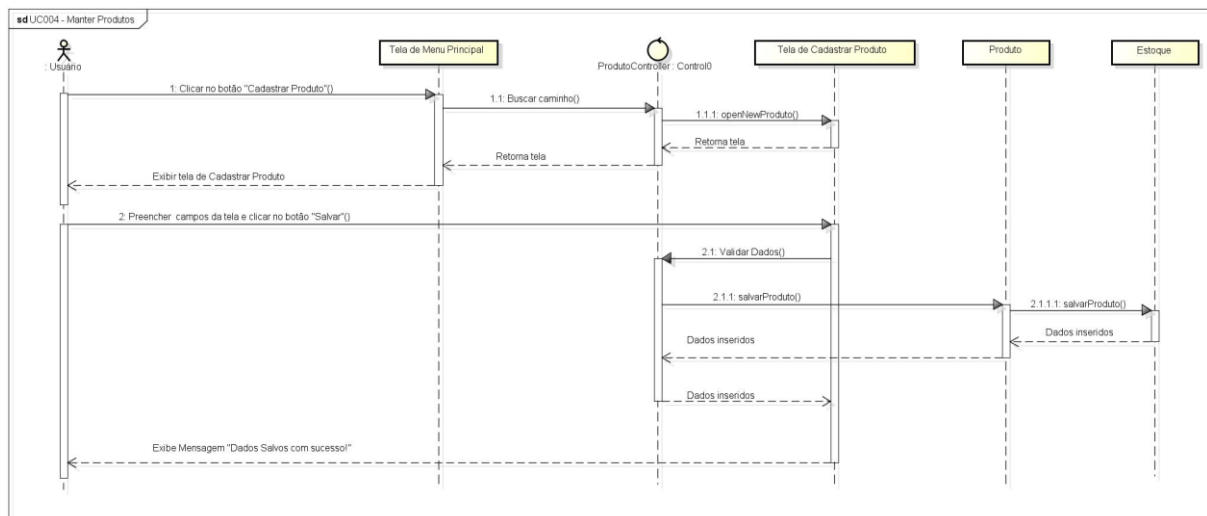 sd UC004 - Manter Produtos
: Usuário
Tela de Menu Principal
ProdutoController : Control0
Tela de Cadastrar Produto
Produto
Estoque
1: Clicar no botão "Cadastrar Produto"()
1.1: Buscar caminho()
1.1.1: openNewProduto()
Retorna tela
Retorna tela
Exibir tela de Cadastrar Produto
2: Preencher campos da tela e clicar no botão "Salvar"()
2.1: Validar Dados()
2.1.1: salvarProduto()
2.1.1.1: salvarProduto()
Dados inseridos
Dados inseridos
Dados inseridos
Exibe Mensagem "Dados Salvos com sucesso!"